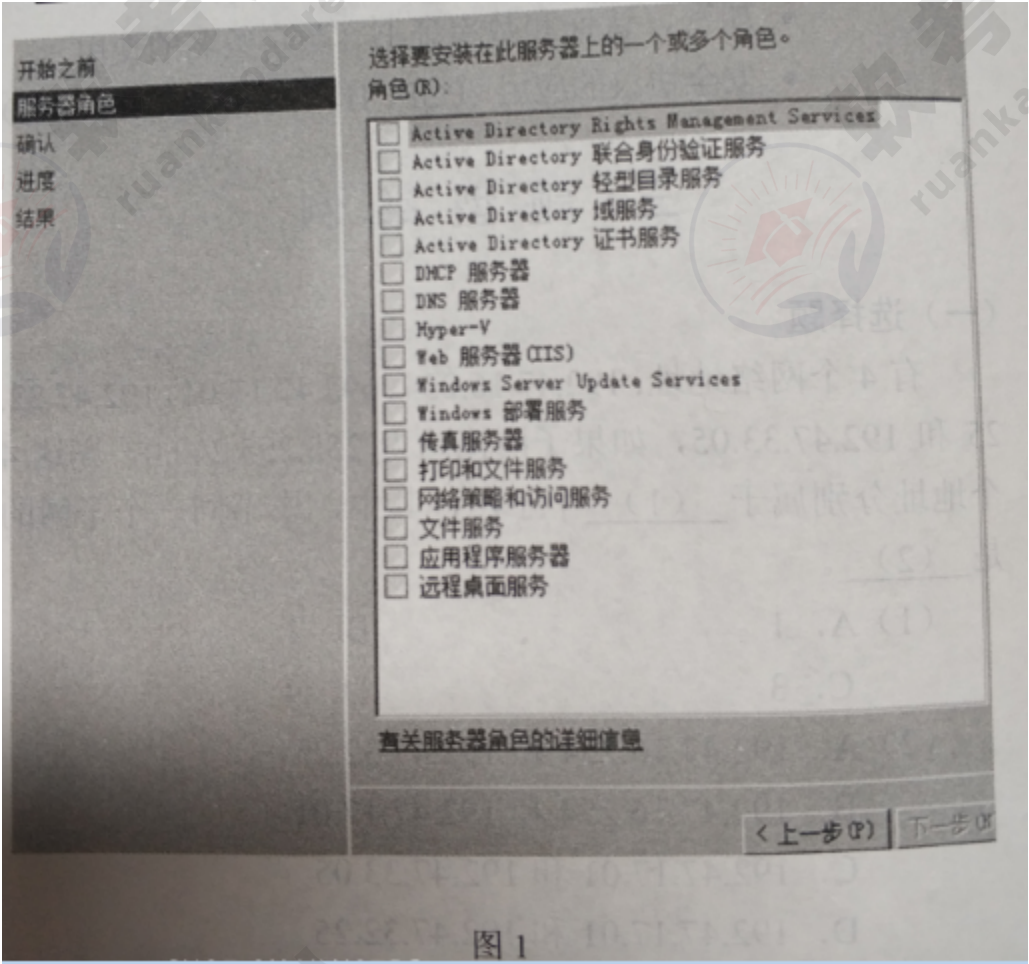 开始之前
服务器角色
确认
进度
结果
选择要安装在此服务器上的一个或多个角色。
角色(R):
Active Directory Rights Management Services
Active Directory 联合身份验证服务
Active Directory 轻型目录服务
Active Directory 域服务
Active Directory 证书服务
DHCP 服务器
DNS 服务器
Hyper-V
Web 服务器(IIS)
Windows Server Update Services
Windows 部署服务
传真服务器
打印和文件服务
网络策略和访问服务
文件服务
应用程序服务器
远程桌面服务
有关服务器角色的详细信息
< 上一步(P)
下一步(N
图 1
软考